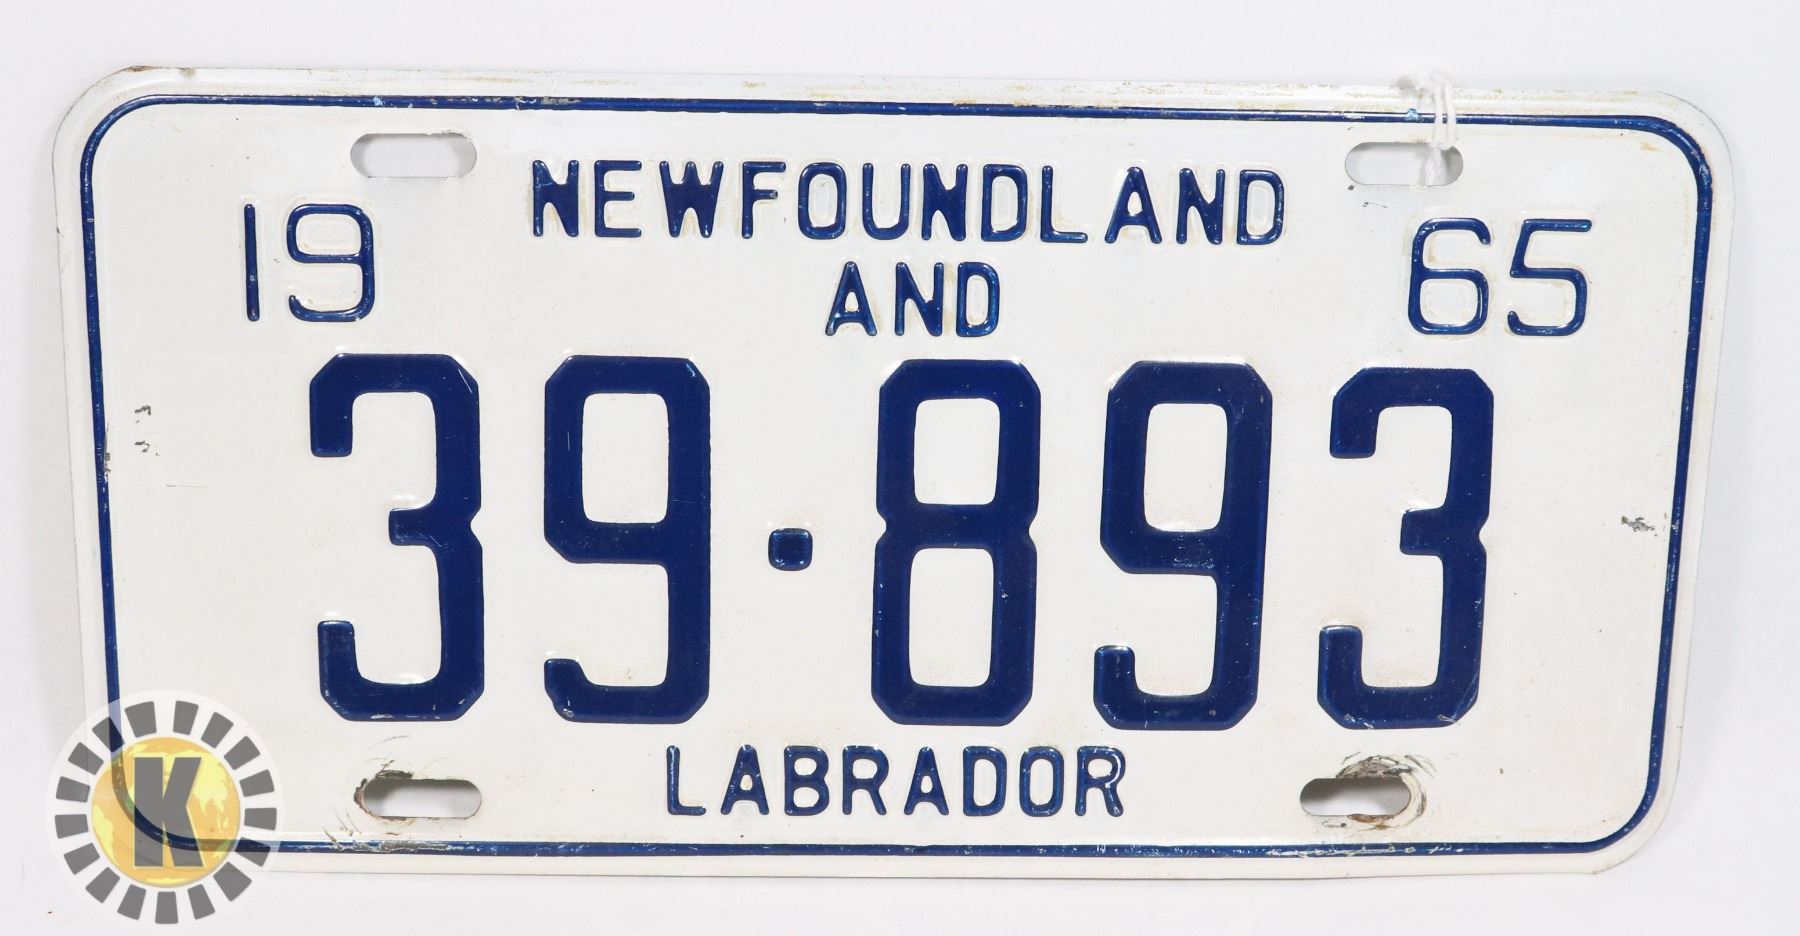 NEWFOUNDLAND
19 65
AND
39·893
LABRADOR
K